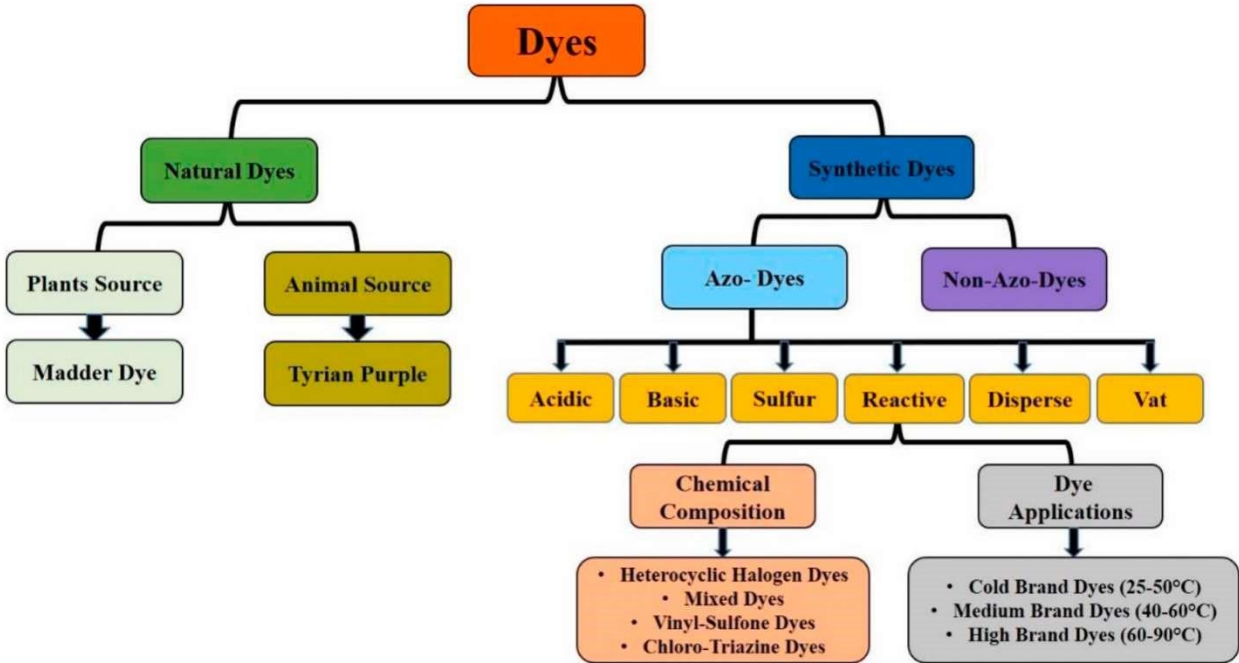 Dyes
Natural Dyes
Synthetic Dyes
Plants Source
Animal Source
Azo- Dyes
Non-Azo-Dyes
Madder Dye
Tyrian Purple
Acidic
Basic
Sulfur
Reactive
Disperse
Vat
Chemical
Composition
Dye
Applications
• Heterocyclic Halogen Dyes
• Mixed Dyes
• Vinyl-Sulfone Dyes
• Chloro-Triazine Dyes
• Cold Brand Dyes (25-50°C)
• Medium Brand Dyes (40-60°C)
• High Brand Dyes (60-90°C)